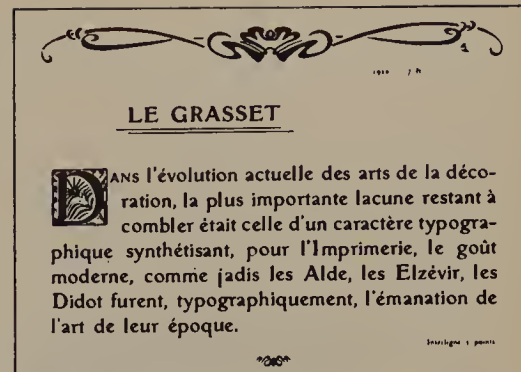 LE GRASSET
DANS l'évolution actuelle des arts de la déco-
ration, la plus importante lacune restant à
combler était celle d'un caractère typogra-
phique synthétisant, pour l'Imprimerie, le goût
moderne, comme jadis les Alde, les Elzévir, les
Didot furent, typographiquement, l'émanation de
l'art de leur époque.
Interligne points